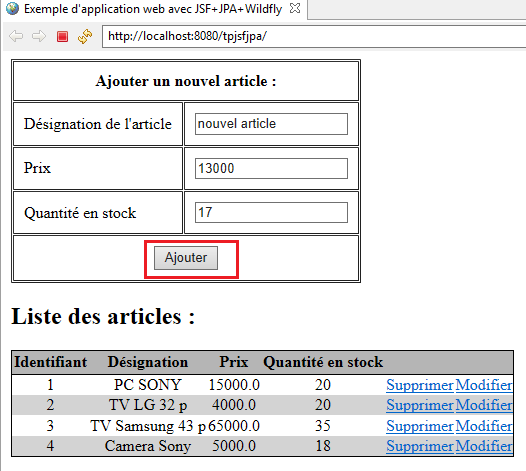 Exemple d'application web avec JSF+JPA+Wildfly
http://localhost:8080/tpjsfjpa/
Ajouter un nouvel article :
Désignation de l'article nouvel article
Prix 13000
Quantité en stock 17
Ajouter
Liste des articles :
Identifiant Désignation Prix Quantité en stock
1 PC SONY 15000.0 20 Supprimer Modifier
2 TV LG 32 p 4000.0 20 Supprimer Modifier
3 TV Samsung 43 p 65000.0 35 Supprimer Modifier
4 Camera Sony 5000.0 18 Supprimer Modifier